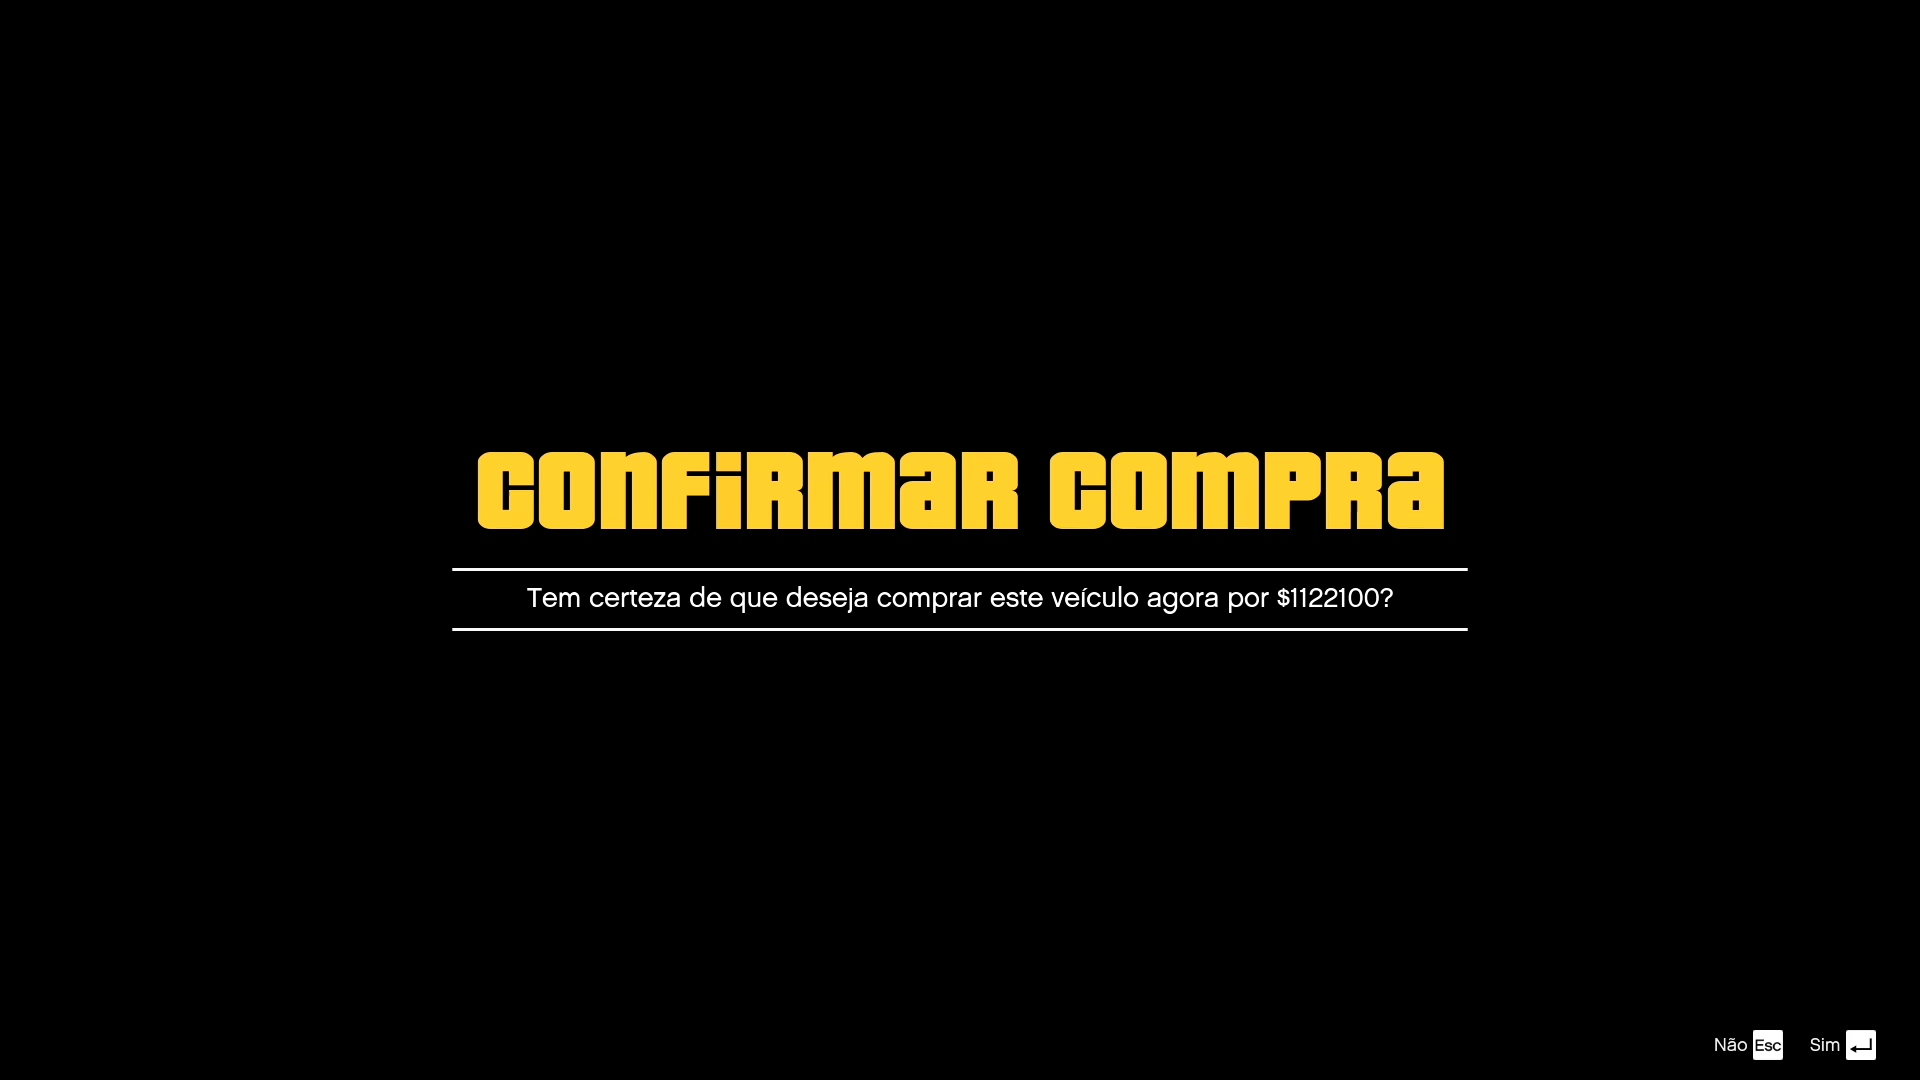 CONFIRMAR COMPRA
Tem certeza de que deseja comprar este veículo agora por $1122100?
Não Esc Sim